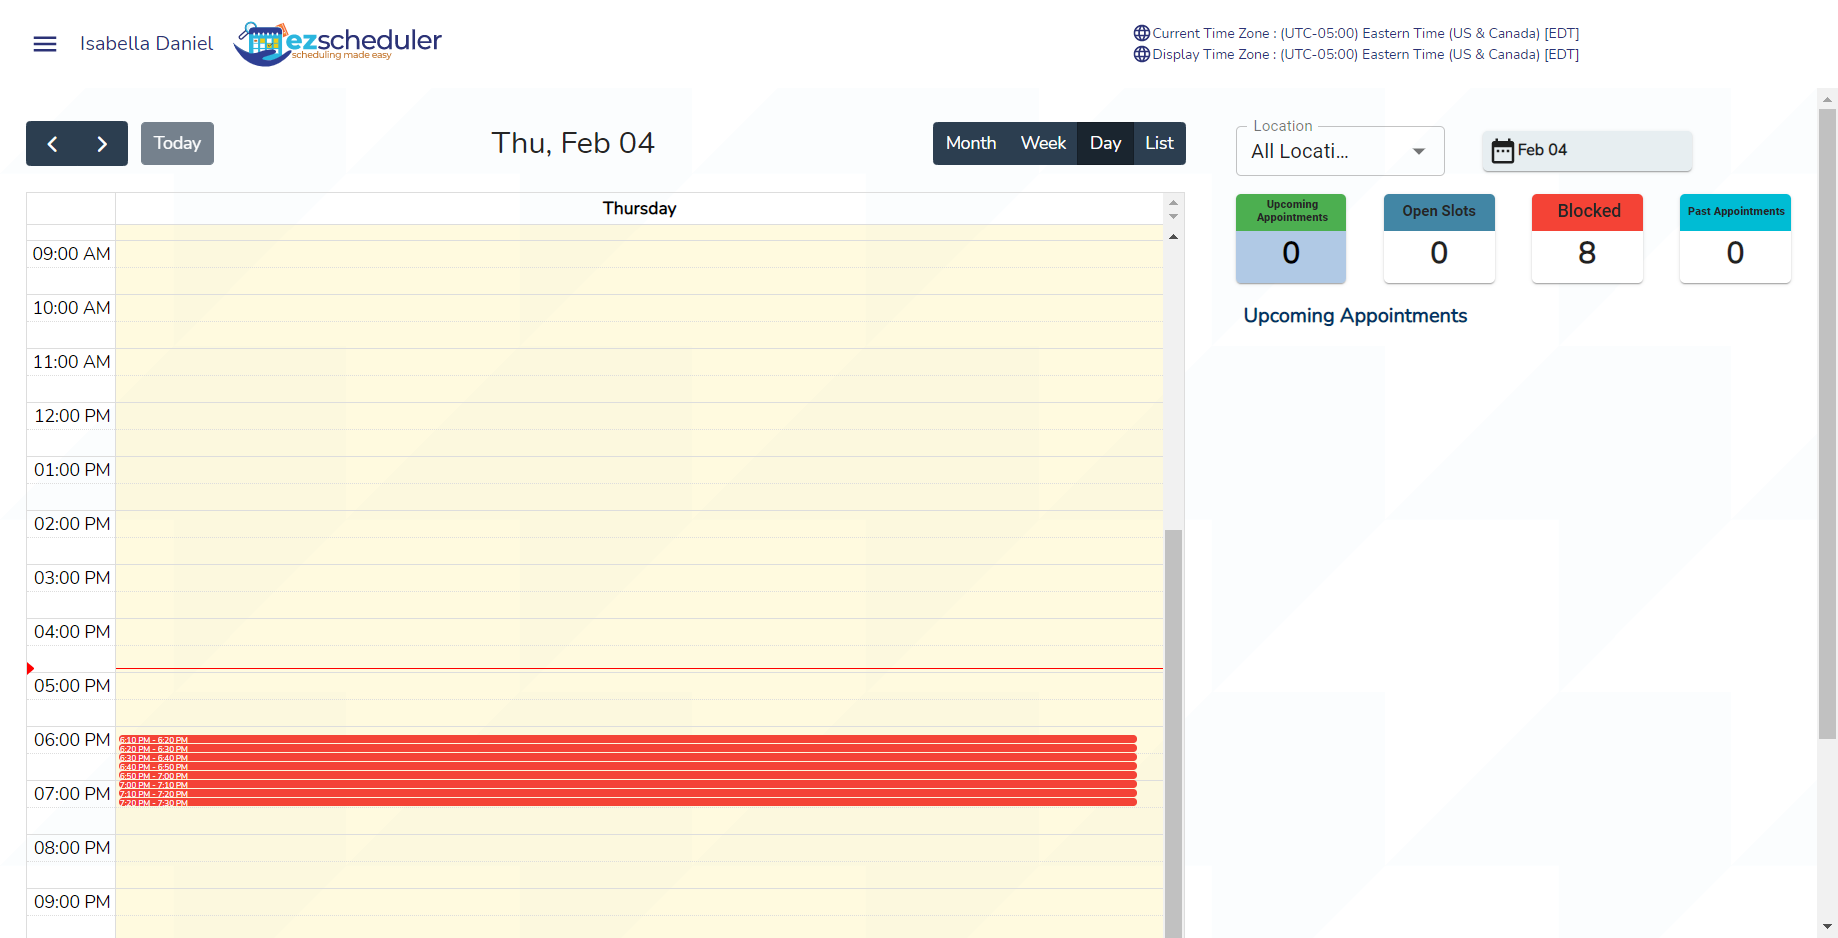 Isabella Daniel
ezscheduler
scheduling made easy
Current Time Zone : (UTC-05:00) Eastern Time (US & Canada) [EDT]
Display Time Zone : (UTC-05:00) Eastern Time (US & Canada) [EDT]
Today
Thu, Feb 04
Month Week Day List
Location
All Locati...
Feb 04
Upcoming Appointments
0
Open Slots
0
Blocked
8
Past Appointments
0
Upcoming Appointments
Thursday
09:00 AM
10:00 AM
11:00 AM
12:00 PM
01:00 PM
02:00 PM
03:00 PM
04:00 PM
05:00 PM
06:00 PM
6:10 PM - 6:20 PM
6:20 PM - 6:30 PM
6:30 PM - 6:40 PM
6:40 PM - 6:50 PM
6:50 PM - 7:00 PM
7:00 PM - 7:10 PM
07:00 PM
7:10 PM - 7:20 PM
7:20 PM - 7:30 PM
08:00 PM
09:00 PM